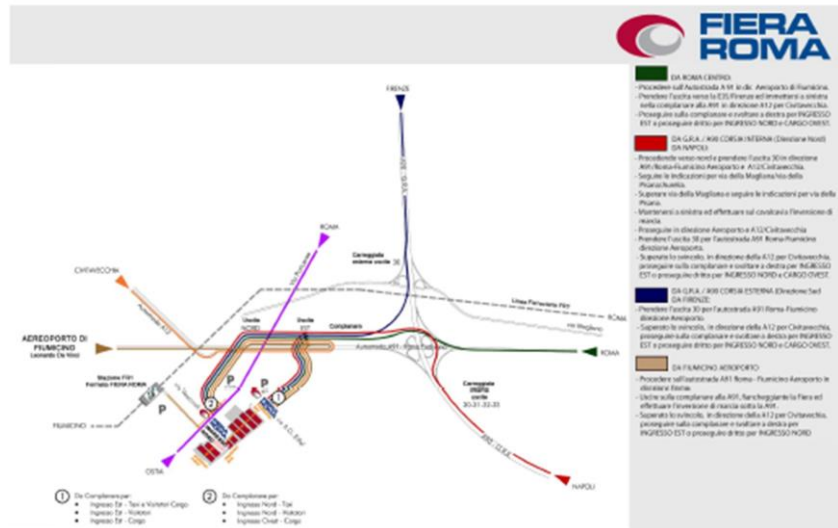 FIERA
ROMA
DA ROMA CENTRO:
- Procedere sull'Autostrada A 91 in dir. Aeroporto di Fiumicino.
- Prendere l'uscita verso la E35/Firenze ed immettersi a sinistra
nella complanare alla A91 in direzione A12 per Civitavecchia.
- Proseguire sulla complanare e svoltare a destra per INGRESSO
EST o proseguire dritto per INGRESSO NORD e CARGO OVEST.
DA G.R.A. / A90 CORSIA INTERNA (Direzione Nord)
DA NAPOLI:
- Procedendo verso nord e prendere l'uscita 30 in direzione
A91/Roma-Fiumicino Aeroporto e A12/Civitavecchia.
- Seguire le indicazioni per via della Magliana/via della
Pisana
- Superare via della Magliana e seguire le indicazioni per via della
Pisana.
- Mantenersi a sinistra ed effettuare sul cavalcavia l'inversione di
marcia.
- Proseguire in direzione Aeroporto e A12/Civitavecchia
- Prendere l'uscita 30 per l'autostrada A91 Roma-Fiumicino
direzione Aeroporto.
- Superato lo svincolo, in direzione della A12 per Civitavecchia,
proseguire sulla complanare e svoltare a destra per INGRESSO
EST o proseguire dritto per INGRESSO NORD e CARGO OVEST.
DA G.R.A. / A90 CORSIA ESTERNA (Direzione Sud)
DA FIRENZE:
- Prendere l'uscita 30 per l'autostrada A91 Roma-Fiumicino
direzione Aeroporto.
- Superato lo svincolo, in direzione della A12 per Civitavecchia,
proseguire sulla complanare e svoltare a destra per INGRESSO
EST o proseguire dritto per INGRESSO NORD e CARGO OVEST.
DA FIUMICINO AEROPORTO
- Procedere sull'autostrada A91 Roma - Fiumicino Aeroporto in
direzione Roma.
- Uscire sulla complanare alla A91, fiancheggiante la Fiera ed
effettuare l'inversione di marcia sotto la A91.
- Superato lo svincolo, in direzione della A12 per Civitavecchia,
proseguire sulla complanare e svoltare a destra per
INGRESSO EST o proseguire dritto per INGRESSO NORD
FIRENZE
A90 - G.R.A.
ROMA
CIVITAVECCHIA
Autostrada A12
Carreggiata
esterna uscita 30
Linea Ferroviaria FR1
ROMA
via Magliana
Uscita
NORD
Uscita
EST
Complanare
AEREOPORTO DI
FIUMICINO
Leonardo Da Vinci
Autostrada A91 - Roma
ROMA
Stazione FR1
Fermata FIERA ROMA
Carreggiata
interna
uscite
30-31-32-33
P
P
P
2
1
FIUMICINO
OSTIA
A90 - G.R.A.
NAPOLI
1 Da Complanare per:
• Ingresso Est - Taxi e Visitatori Cargo
• Ingresso Est - Visitatori
• Ingresso Est - Cargo
2 Da Complanare per:
• Ingresso Nord - Taxi
• Ingresso Nord - Visitatori
• Ingresso Ovest - Cargo